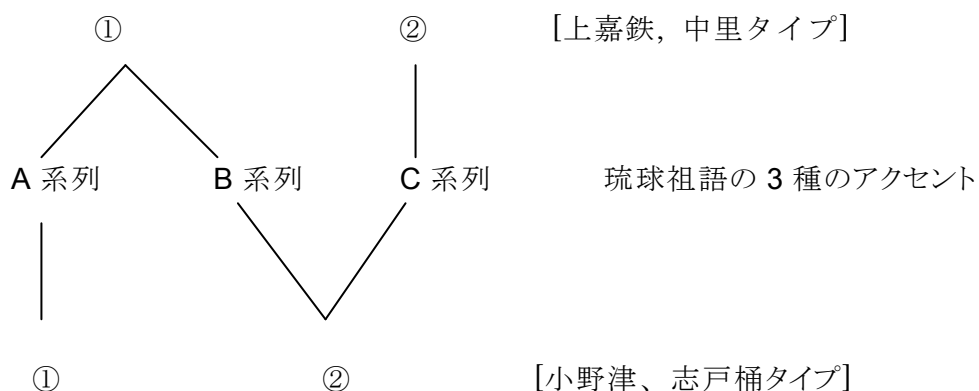 ① ② [上嘉鉄, 中里タイプ]
A 系列 B 系列 C 系列 琉球祖語の 3 種のアクセント
① ② [小野津、志戸桶タイプ]